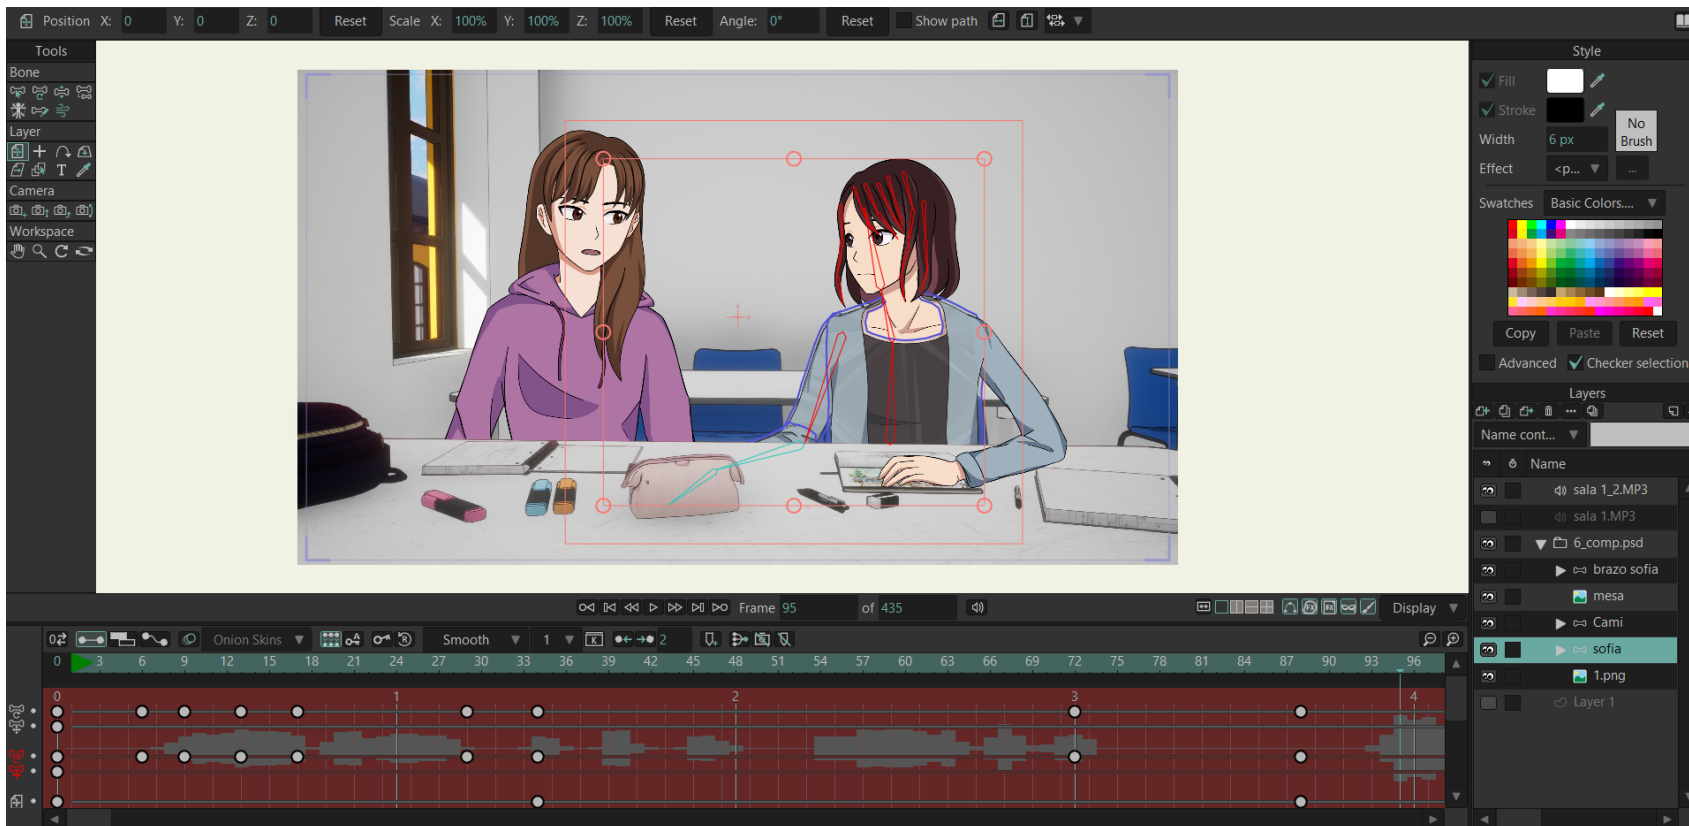 Position X: 0 Y: 0 Z: 0 Reset Scale X: 100% Y: 100% Z: 100% Reset Angle: 0° Reset Show path
Tools
Bone
Layer
T
Camera
Workspace
Style
Fill
Stroke
Width 6 px
No
Brush
Effect <p... ...
Swatches Basic Colors....
Copy Paste Reset
Advanced Checker selection
Layers
Name cont...
Name
sala 1_2.MP3
sala 1.MP3
6_comp.psd
brazo sofia
mesa
Cami
sofia
1.png
Layer 1
Frame 95 of 435 Display
Onion Skins Smooth 1 K 2
0 3 6 9 12 15 18 21 24 27 30 33 36 39 42 45 48 51 54 57 60 63 66 69 72 75 78 81 84 87 90 93 96
0 1 2 3 4